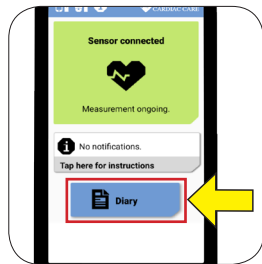 CARDIAC CARE
Sensor connected
Measurement ongoing.
No notifications.
Tap here for instructions
Diary